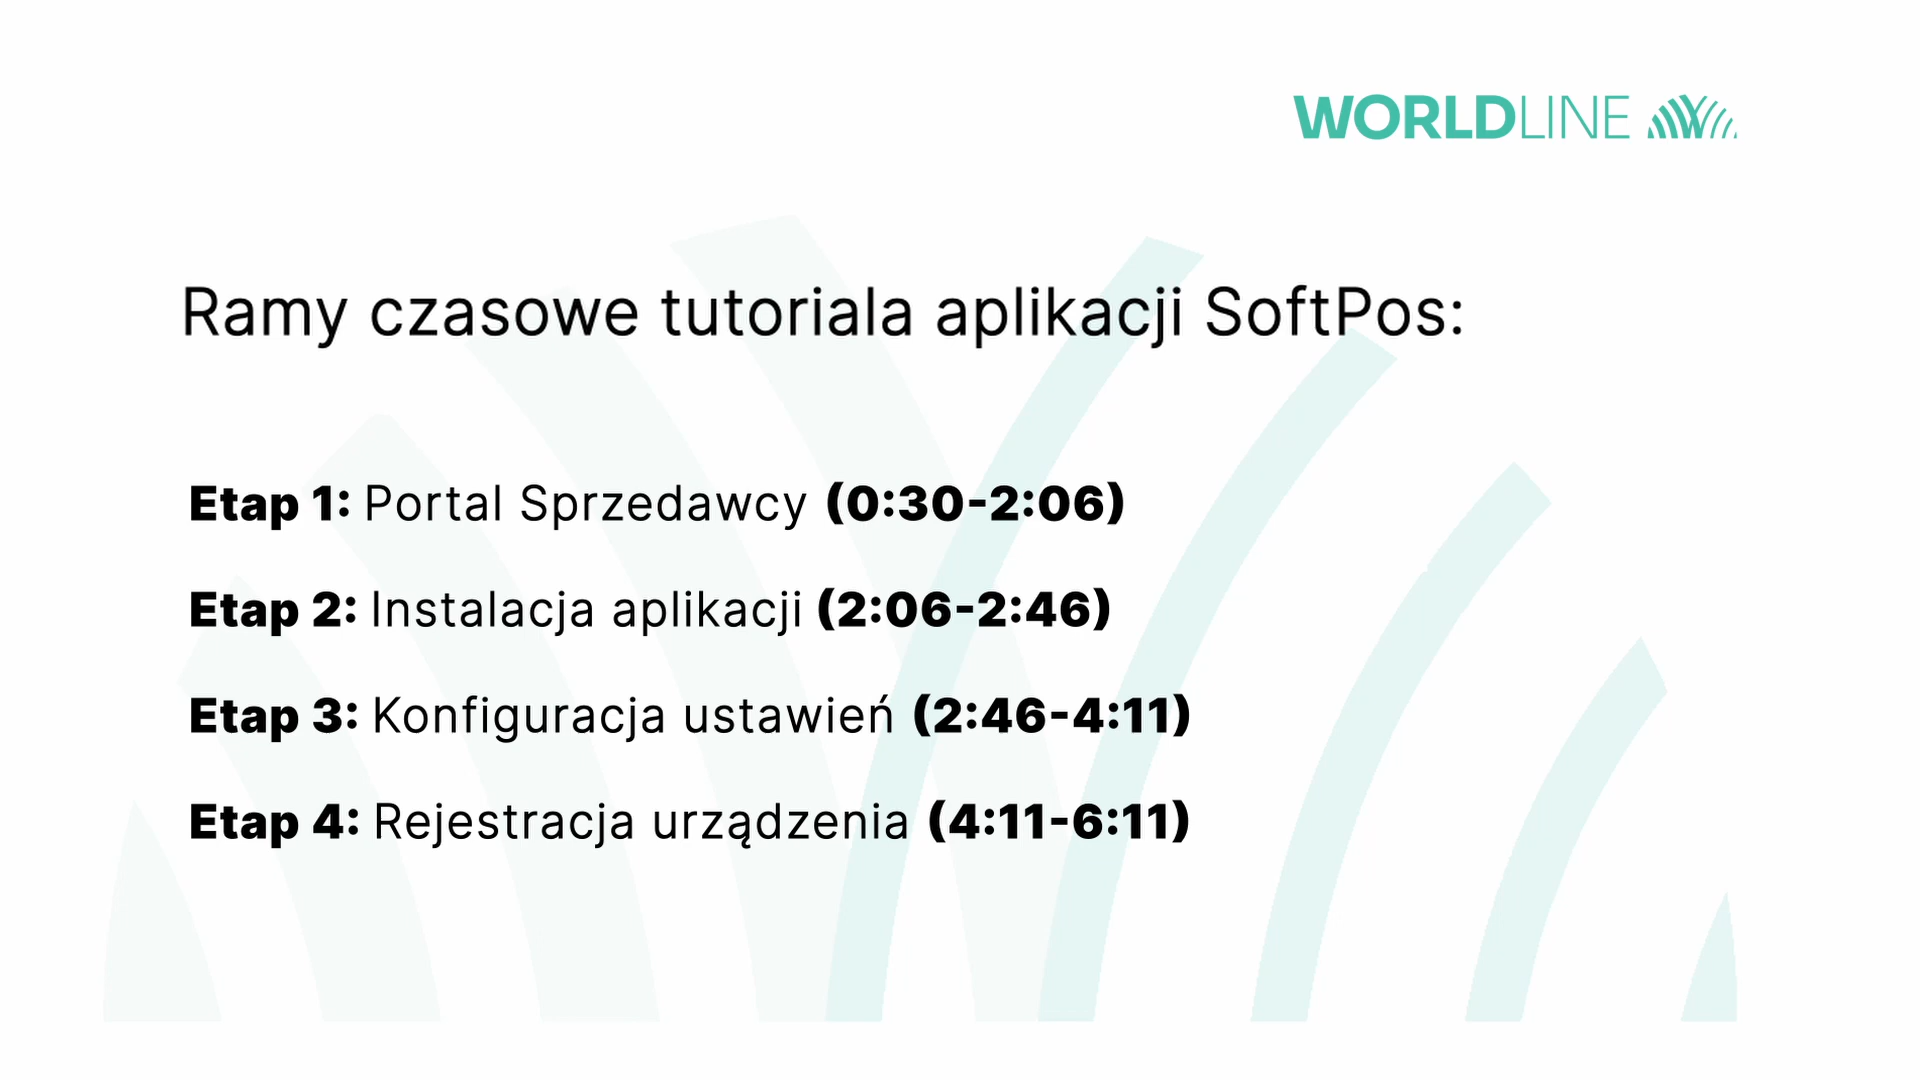 WORLDLINE
Ramy czasowe tutoriala aplikacji SoftPos:
Etap 1: Portal Sprzedawcy (0:30-2:06)
Etap 2: Instalacja aplikacji (2:06-2:46)
Etap 3: Konfiguracja ustawień (2:46-4:11)
Etap 4: Rejestracja urządzenia (4:11-6:11)